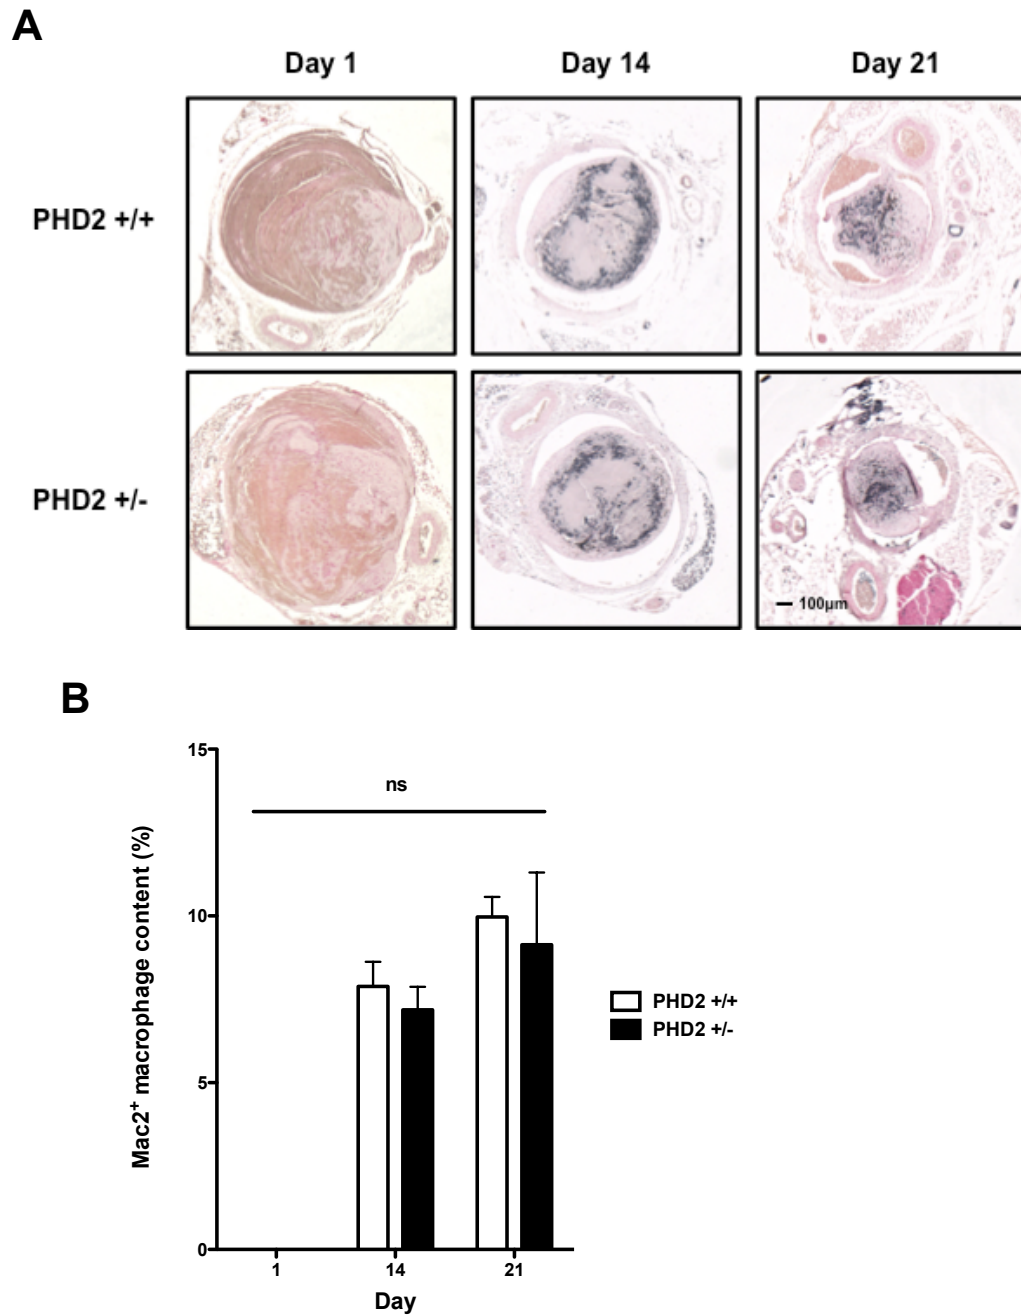 A
Day 1 Day 14 Day 21
PHD2 +/+
PHD2 +/-
100µm
B
15
10
5
0
Mac2⁺ macrophage content (%)
ns
1 14 21
Day
PHD2 +/+
PHD2 +/-